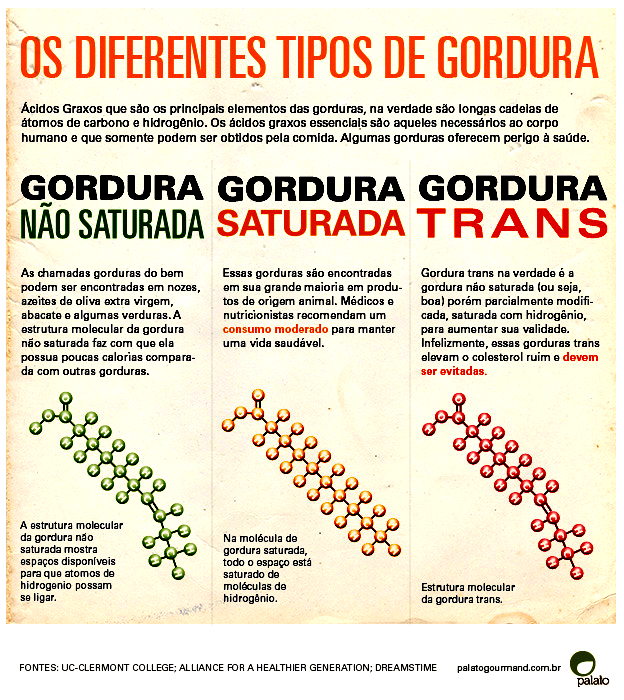 OS DIFERENTES TIPOS DE GORDURA
Ácidos Graxos que são os principais elementos das gorduras, na verdade são longas cadeias de
átomos de carbono e hidrogênio. Os ácidos graxos essenciais são aqueles necessários ao corpo
humano e que somente podem ser obtidos pela comida. Algumas gorduras oferecem perigo à saúde.
GORDURA
NÃO SATURADA
As chamadas gorduras do bem
podem ser encontradas em nozes,
azeites de oliva extra virgem,
abacate e algumas verduras. A
estrutura molecular da gordura
não saturada faz com que ela
possua poucas calorias compara-
da com outras gorduras.
A estrutura molecular
da gordura não
saturada mostra
espaços disponíveis
para que atomos de
hidrogenio possam
se ligar.
GORDURA
SATURADA
Essas gorduras são encontradas
em sua grande maioria em produ-
tos de origem animal. Médicos e
nutricionistas recomendam um
consumo moderado para manter
uma vida saudável.
Na molécula de
gordura saturada,
todo o espaço está
saturado de
moléculas de
hidrogênio.
GORDURA
TRANS
Gordura trans na verdade é a
gordura não saturada (ou seja,
boa) porém parcialmente modifi-
cada, saturada com hidrogênio,
para aumentar sua validade.
Infelizmente, essas gorduras trans
elevam o colesterol ruim e devem
ser evitadas.
Estrutura molecular
da gordura trans.
FONTES: UC-CLERMONT COLLEGE; ALLIANCE FOR A HEALTHIER GENERATION; DREAMSTIME
palatogourmand.com.br
palato